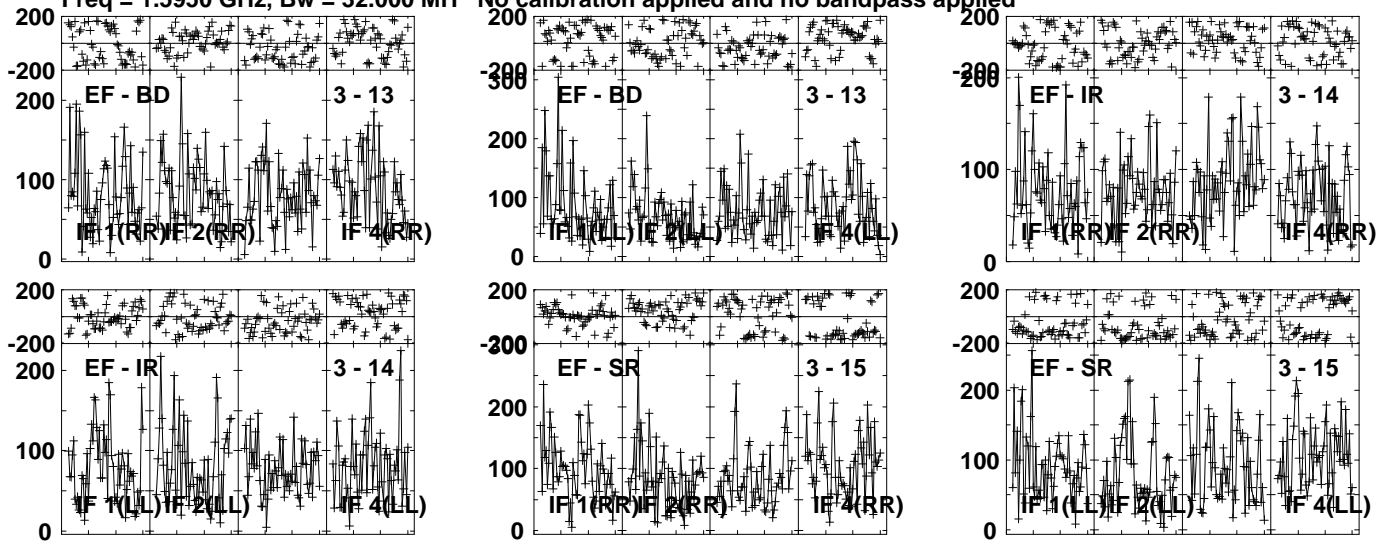 Freq = 1.5950 GHz, Bw = 32.000 MH No calibration applied and no bandpass applied
200 200 200
-200 -200 -200
300
200 EF - BD 3 - 13 EF - BD 3 - 13 200 EF - IR 3 - 14
200
100 100 100
IF 1(RR) IF 2(RR) IF 4(RR) IF 1(LL) IF 2(LL) IF 4(LL) IF 1(RR) IF 2(RR) IF 4(RR)
0 0 0
200 200 200
-200 -200 -200
300
200 EF - IR 3 - 14 EF - SR 3 - 15 EF - SR 3 - 15
200 200
100 100 100
IF 1(LL) IF 2(LL) IF 4(LL) IF 1(RR) IF 2(RR) IF 4(RR) IF 1(LL) IF 2(LL) IF 4(LL)
0 0 0